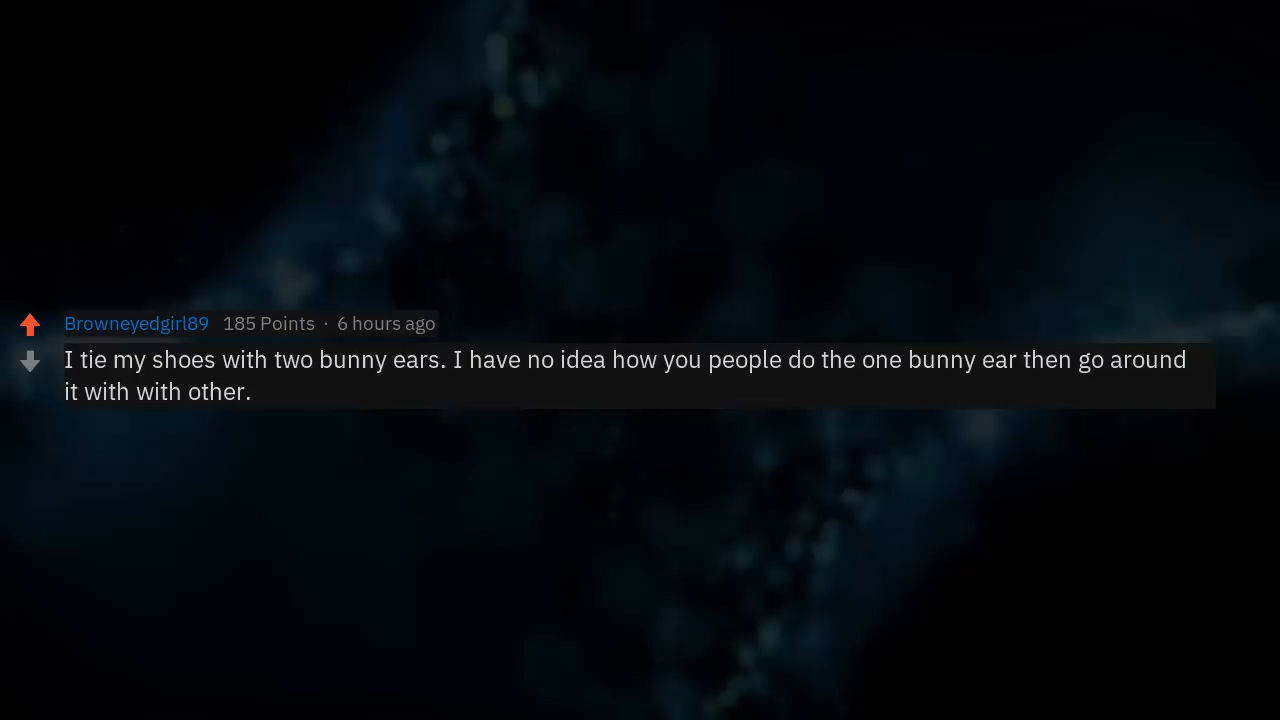 Browneyedgirl89 185 Points · 6 hours ago
I tie my shoes with two bunny ears. I have no idea how you people do the one bunny ear then go around
it with with other.